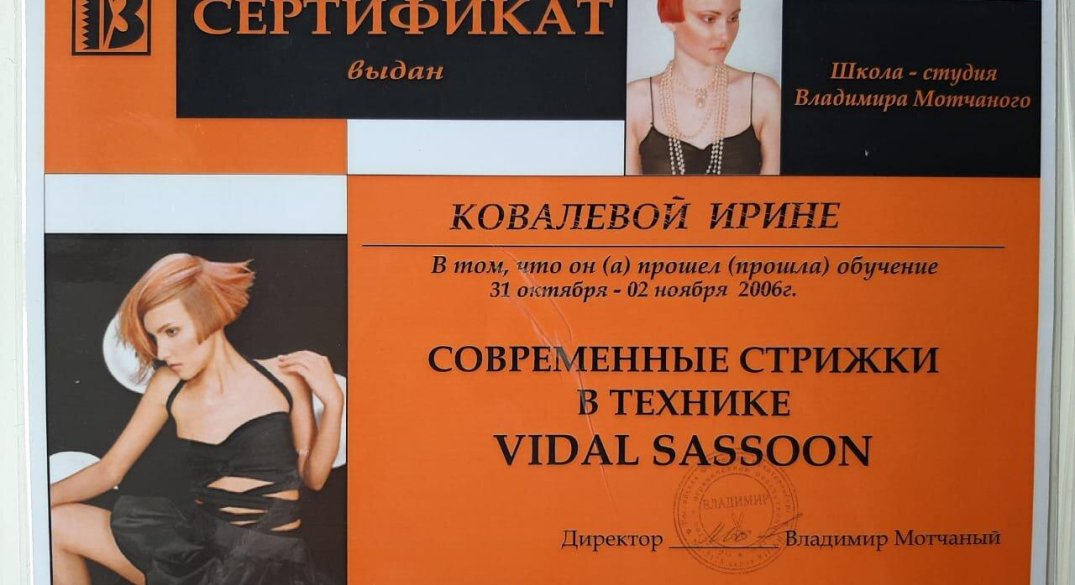 СЕРТИФИКАТ
выдан
Школа - студия
Владимира Мотчаного
КОВАЛЕВОЙ ИРИНЕ
В том, что он (а) прошел (прошла) обучение
31 октября - 02 ноября 2006г.
СОВРЕМЕННЫЕ СТРИЖКИ
В ТЕХНИКЕ
VIDAL SASSOON
ВЛАДИМИР
Директор Владимир Мотчаный